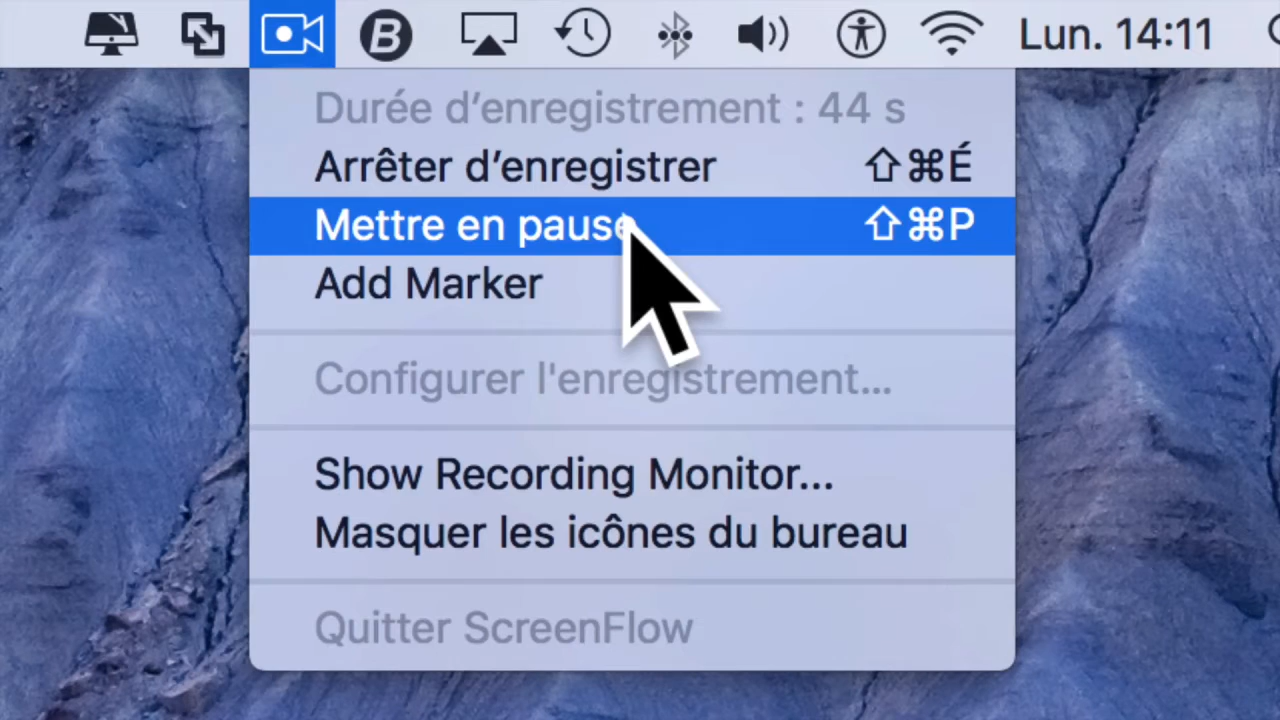 B
Lun. 14:11
Durée d’enregistrement : 44 s
Arrêter d’enregistrer ⇧⌘É
Mettre en pause ⇧⌘P
Add Marker
Configurer l'enregistrement...
Show Recording Monitor...
Masquer les icônes du bureau
Quitter ScreenFlow